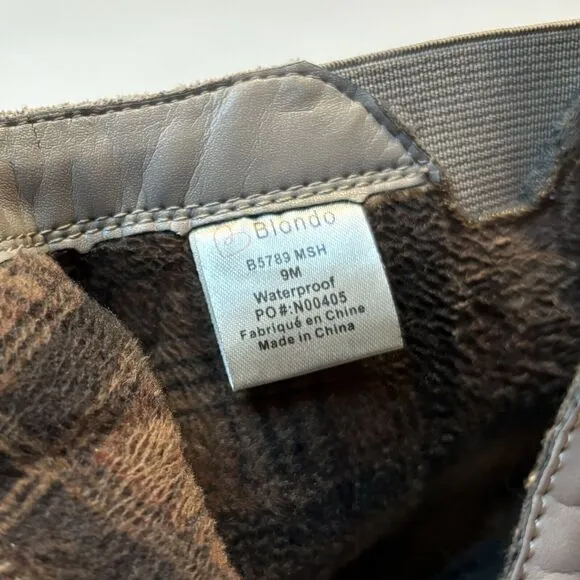 Blondo
B5789 MSH
9M
Waterproof
PO#:N00405
Fabriqué en Chine
Made in China